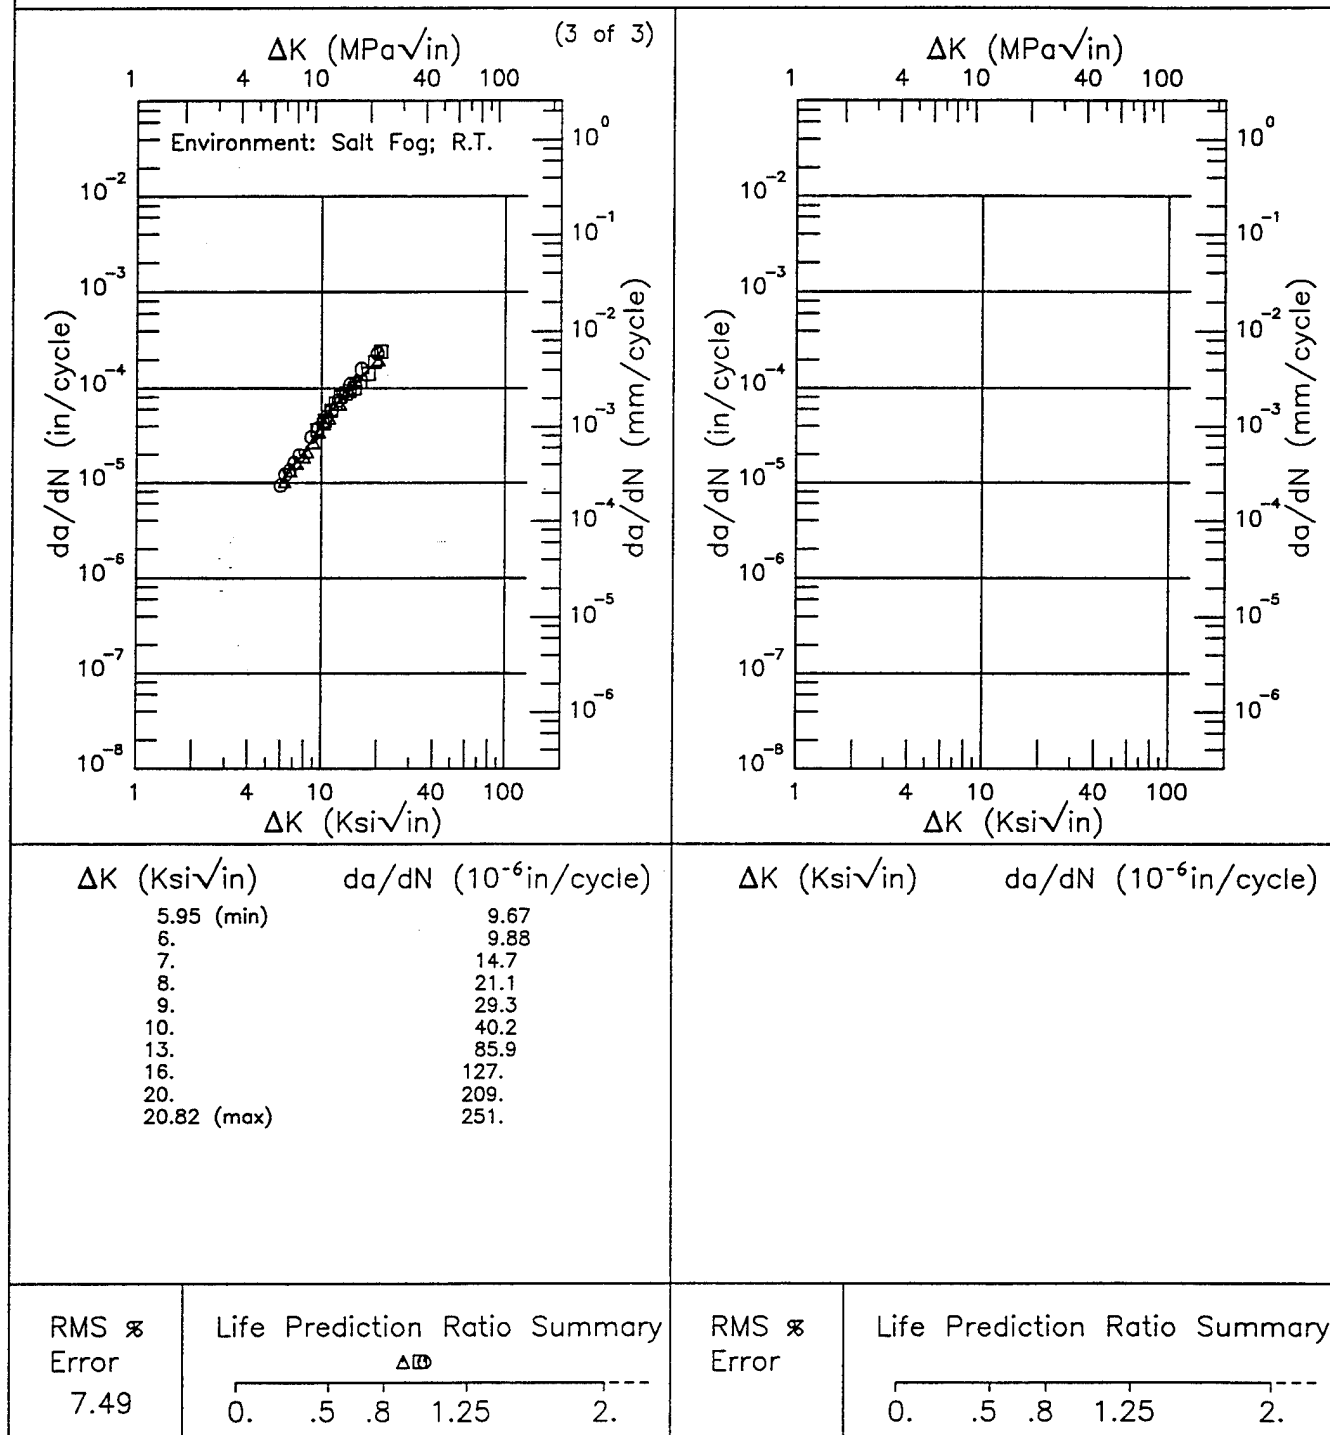 (3 of 3)
ΔK (MPa√in)
1 4 10 40 100
Environment: Salt Fog; R.T.
da/dN (in/cycle)
10⁻²
10⁻³
10⁻⁴
10⁻⁵
10⁻⁶
10⁻⁷
10⁻⁸
10⁰
10⁻¹
10⁻²
10⁻³
10⁻⁴
10⁻⁵
10⁻⁶
da/dN (mm/cycle)
1 4 10 40 100
ΔK (Ksi√in)
ΔK (MPa√in)
1 4 10 40 100
da/dN (in/cycle)
10⁻²
10⁻³
10⁻⁴
10⁻⁵
10⁻⁶
10⁻⁷
10⁻⁸
10⁰
10⁻¹
10⁻²
10⁻³
10⁻⁴
10⁻⁵
10⁻⁶
da/dN (mm/cycle)
1 4 10 40 100
ΔK (Ksi√in)
ΔK (Ksi√in) da/dN (10⁻⁶in/cycle)
5.95 (min) 9.67
6. 9.88
7. 14.7
8. 21.1
9. 29.3
10. 40.2
13. 85.9
16. 127.
20. 209.
20.82 (max) 251.
ΔK (Ksi√in) da/dN (10⁻⁶in/cycle)
RMS %
Error
7.49
Life Prediction Ratio Summary
0. .5 .8 1.25 2.
RMS %
Error
Life Prediction Ratio Summary
0. .5 .8 1.25 2.